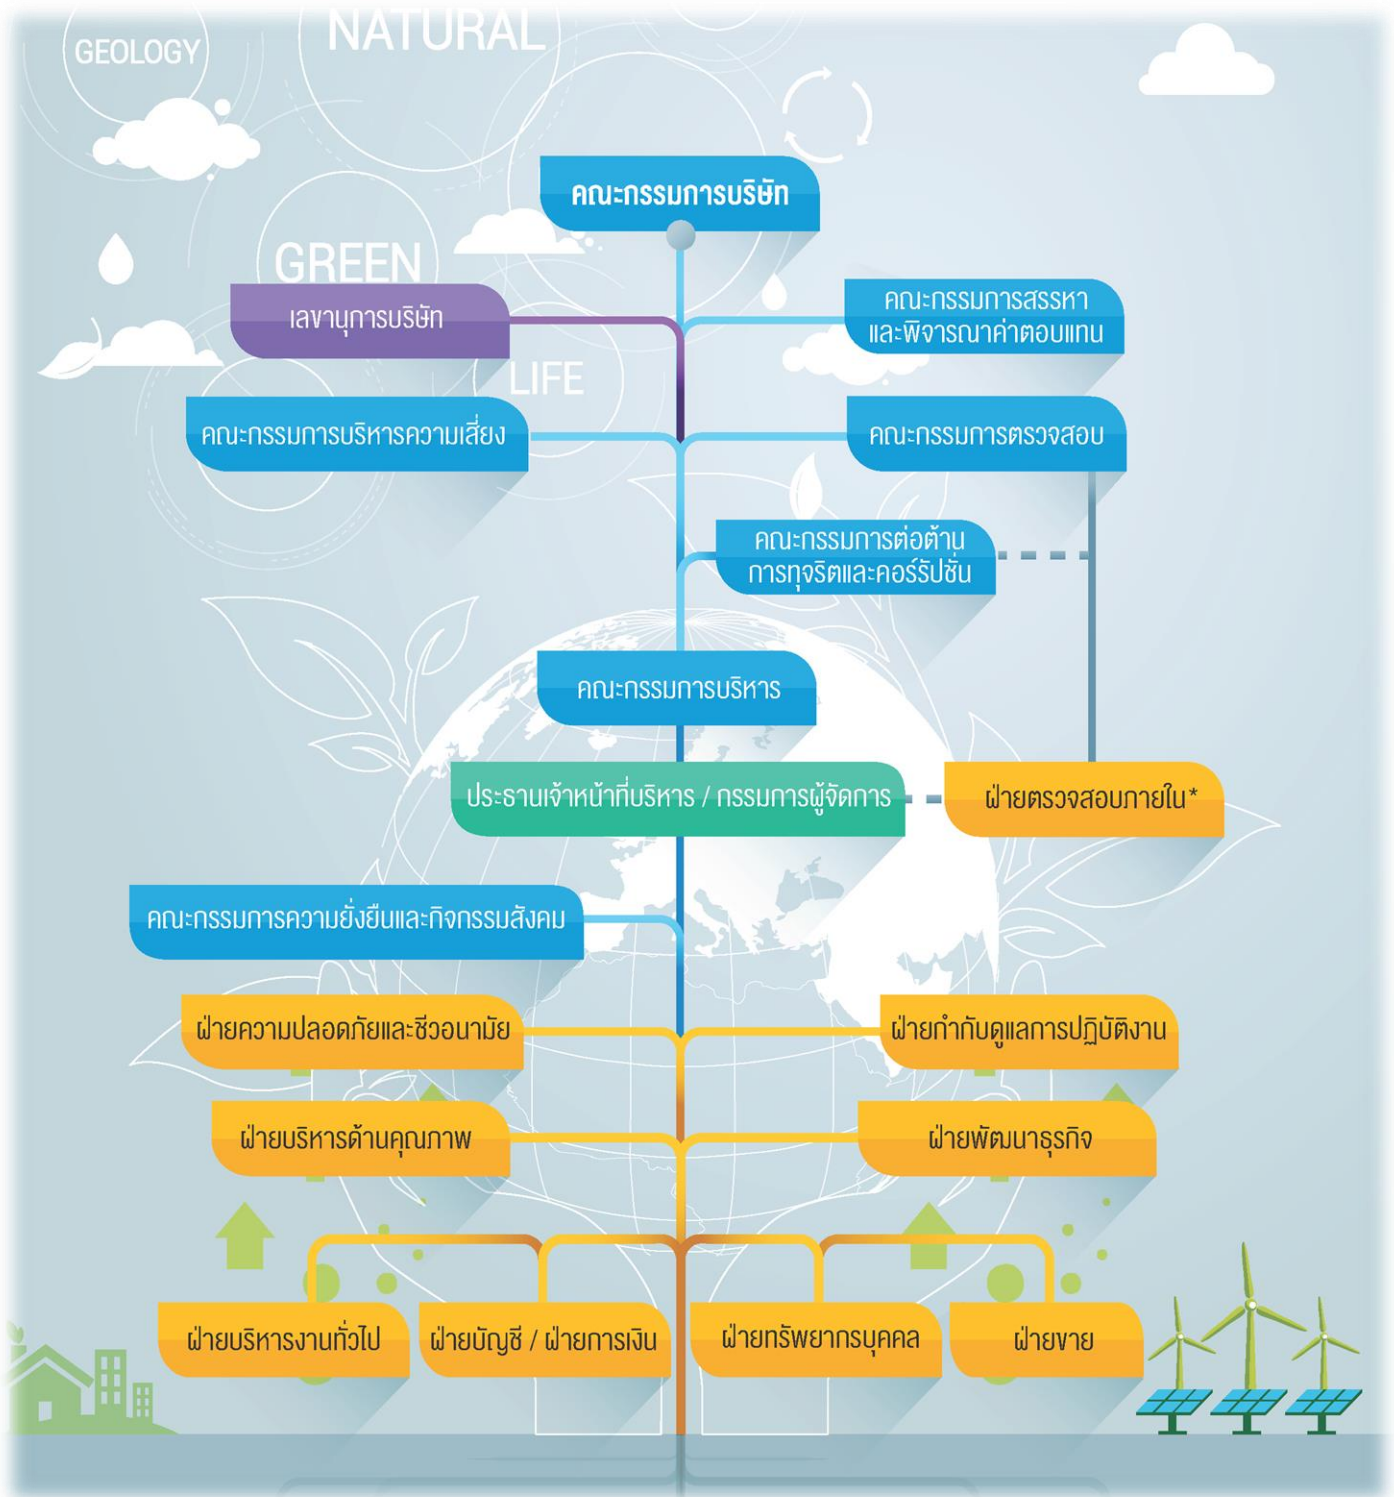 GEOLOGY
NATURAL
คณะกรรมการบริษัท
GREEN
เลขานุการบริษัท
คณะกรรมการสรรหา
และพิจารณาค่าตอบแทน
LIFE
คณะกรรมการบริหารความเสี่ยง
คณะกรรมการตรวจสอบ
คณะกรรมการต่อต้าน
การทุจริตและคอร์รัปชั่น
คณะกรรมการบริหาร
ประธานเจ้าหน้าที่บริหาร / กรรมการผู้จัดการ
ฝ่ายตรวจสอบภายใน*
คณะกรรมการความยั่งยืนและกิจกรรมสังคม
ฝ่ายความปลอดภัยและชีวอนามัย
ฝ่ายกำกับดูแลการปฏิบัติงาน
ฝ่ายบริหารด้านคุณภาพ
ฝ่ายพัฒนาธุรกิจ
ฝ่ายบริหารงานทั่วไป
ฝ่ายบัญชี / ฝ่ายการเงิน
ฝ่ายทรัพยากรบุคคล
ฝ่ายขาย